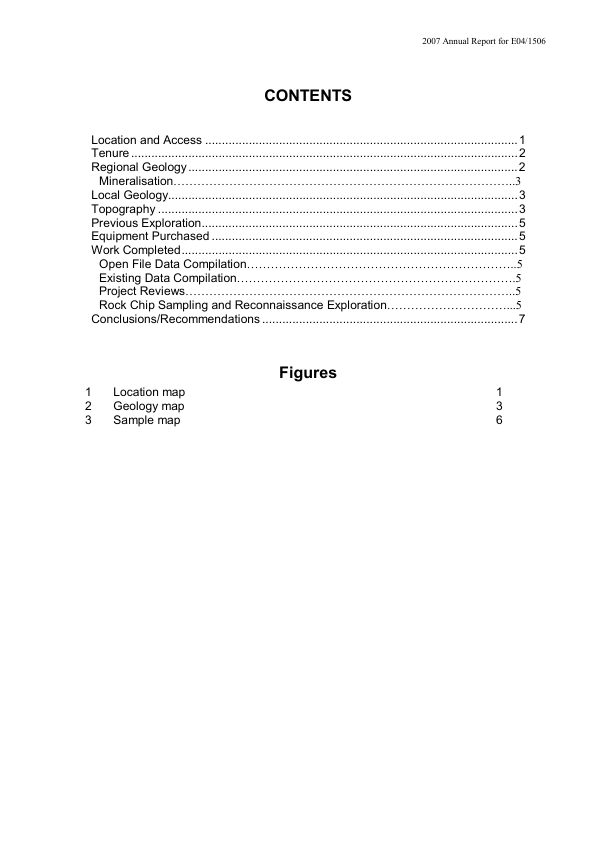 2007 Annual Report for E04/1506
CONTENTS
Location and Access ............................................................................................. 1
Tenure ................................................................................................................... 2
Regional Geology .................................................................................................. 2
Mineralisation…………………………………………………………………………………………..3
Local Geology........................................................................................................ 3
Topography ........................................................................................................... 3
Previous Exploration.............................................................................................. 5
Equipment Purchased ........................................................................................... 5
Work Completed.................................................................................................... 5
Open File Data Compilation………………………………………………………………………..5
Existing Data Compilation………………………………………………………………………….5
Project Reviews………………………………………………………………………………………..5
Rock Chip Sampling and Reconnaissance Exploration………………………………...5
Conclusions/Recommendations ............................................................................ 7
Figures
1 Location map 1
2 Geology map 3
3 Sample map 6